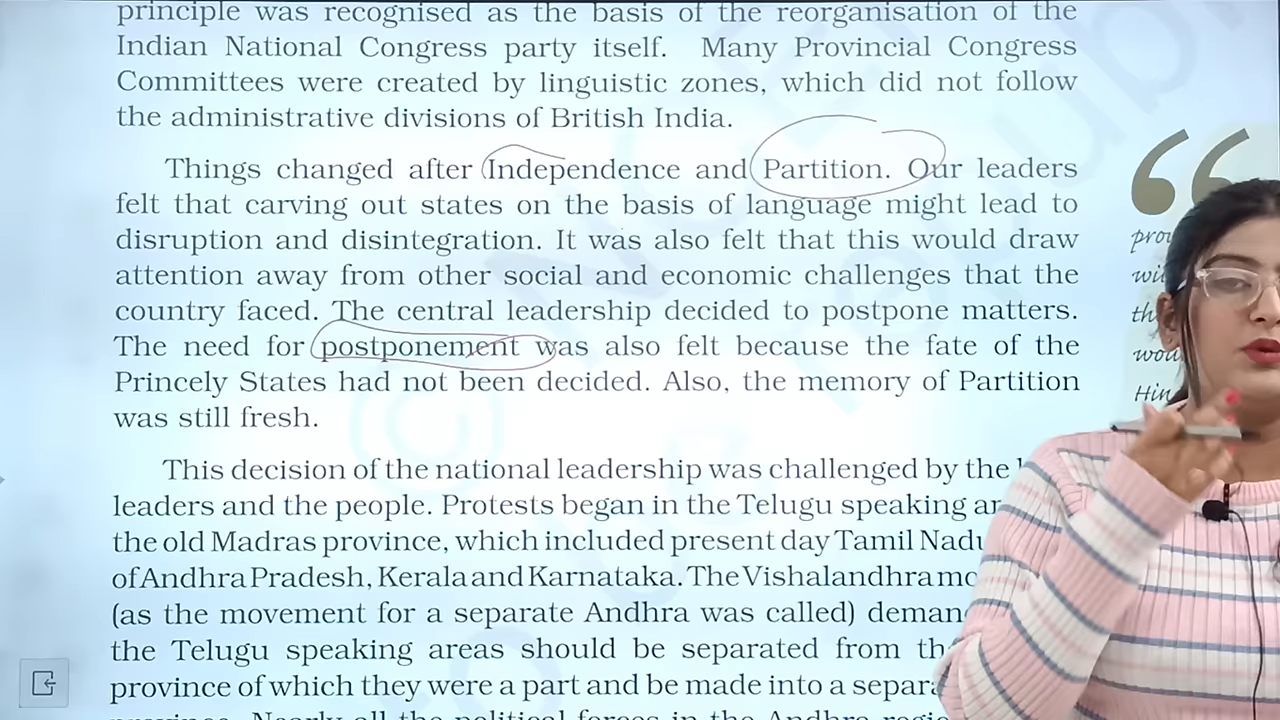 principle was recognised as the basis of the reorganisation of the
Indian National Congress party itself. Many Provincial Congress
Committees were created by linguistic zones, which did not follow
the administrative divisions of British India.
Things changed after Independence and Partition. Our leaders
felt that carving out states on the basis of language might lead to
disruption and disintegration. It was also felt that this would draw
attention away from other social and economic challenges that the
country faced. The central leadership decided to postpone matters.
The need for postponement was also felt because the fate of the
Princely States had not been decided. Also, the memory of Partition
was still fresh.
This decision of the national leadership was challenged by the
leaders and the people. Protests began in the Telugu speaking
the old Madras province, which included present day Tamil Nadu
of Andhra Pradesh, Kerala and Karnataka. The Vishalandhra
(as the movement for a separate Andhra was called)
the Telugu speaking areas should be separated from
province of which they were a part and be made into a
province. Nearly all the political forces in the Andhra